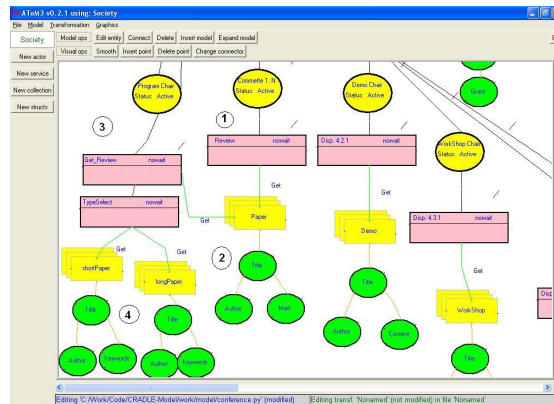 AToM3 v0.2.1 using: Society
File Model Transformation Graphics
Society
Model ops Edit entity Connect Delete Insert model Expand model
Visual ops Smooth Insert point Delete point Change connector
New actor
New service
New collection
New structs
Program Chair
Status: Active
Commette 1..N
Status: Active
Demo Chair
Status: Active
Grant
WorkShop Chair
Status: Active
1
3
Get_Review nowait
Review nowait
Disp. 4.2.1 nowait
TypeSelect nowait
Get
Get
Get
Paper
Demo
Disp. 4.3.1 nowait
2
Get
Get
Get
shortPaper
longPaper
Title
Title
WorkShop
Disp
Title
4
Title
Author
Mark
Author
Content
Author
Keywords
Author
Keywords
Title
Editing 'C:/Work/Code/CRADLE-Model/work/model/conference.py' (modified)
Editing transf. 'Nonamed' (not modified) in file 'Nonamed'